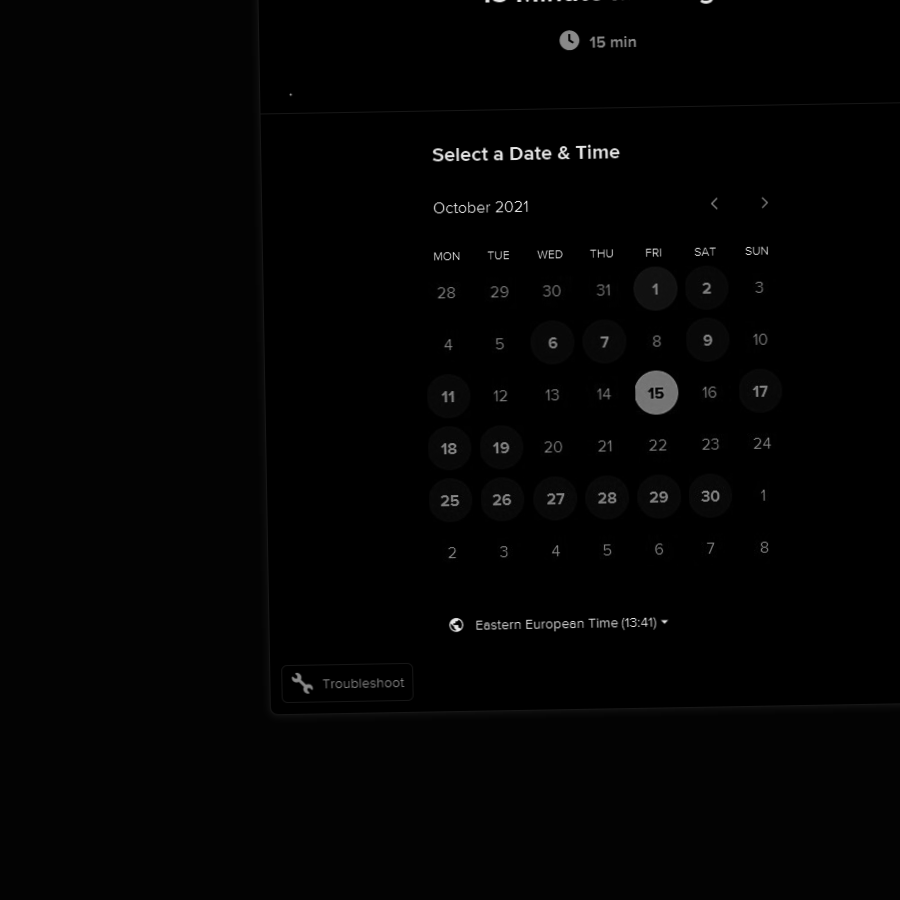 15 min
Select a Date & Time
October 2021
MON TUE WED THU FRI SAT SUN
28 29 30 31 1 2 3
4 5 6 7 8 9 10
11 12 13 14 15 16 17
18 19 20 21 22 23 24
25 26 27 28 29 30 1
2 3 4 5 6 7 8
Eastern European Time (13:41)
Troubleshoot